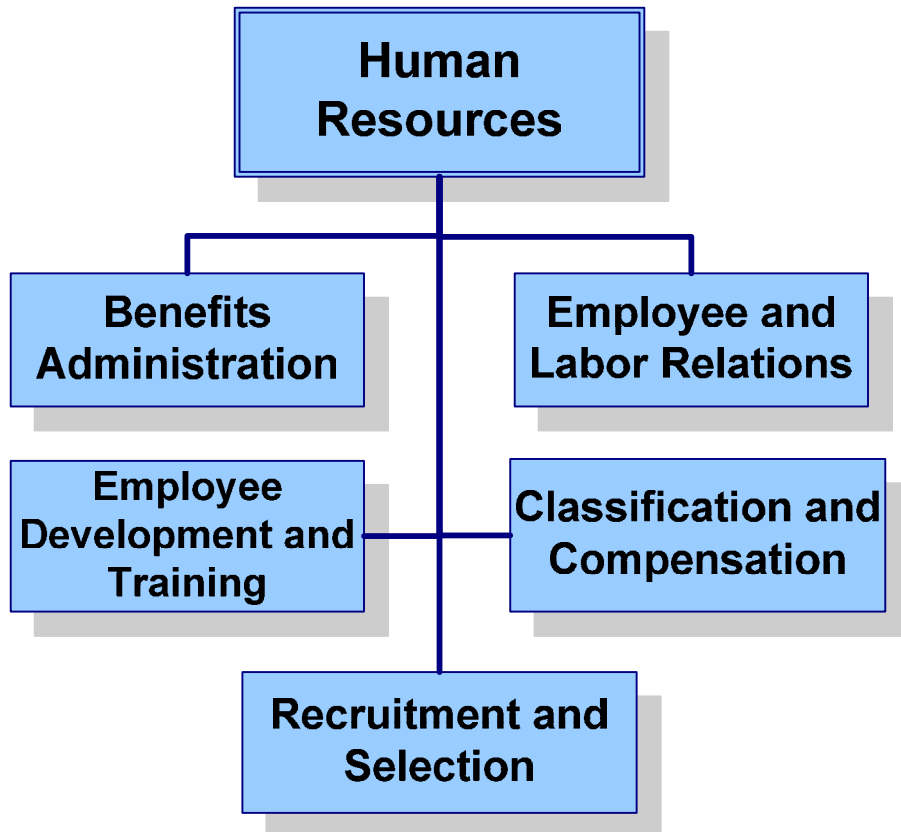 Human
Resources
Benefits
Administration
Employee and
Labor Relations
Employee
Development and
Training
Classification and
Compensation
Recruitment and
Selection